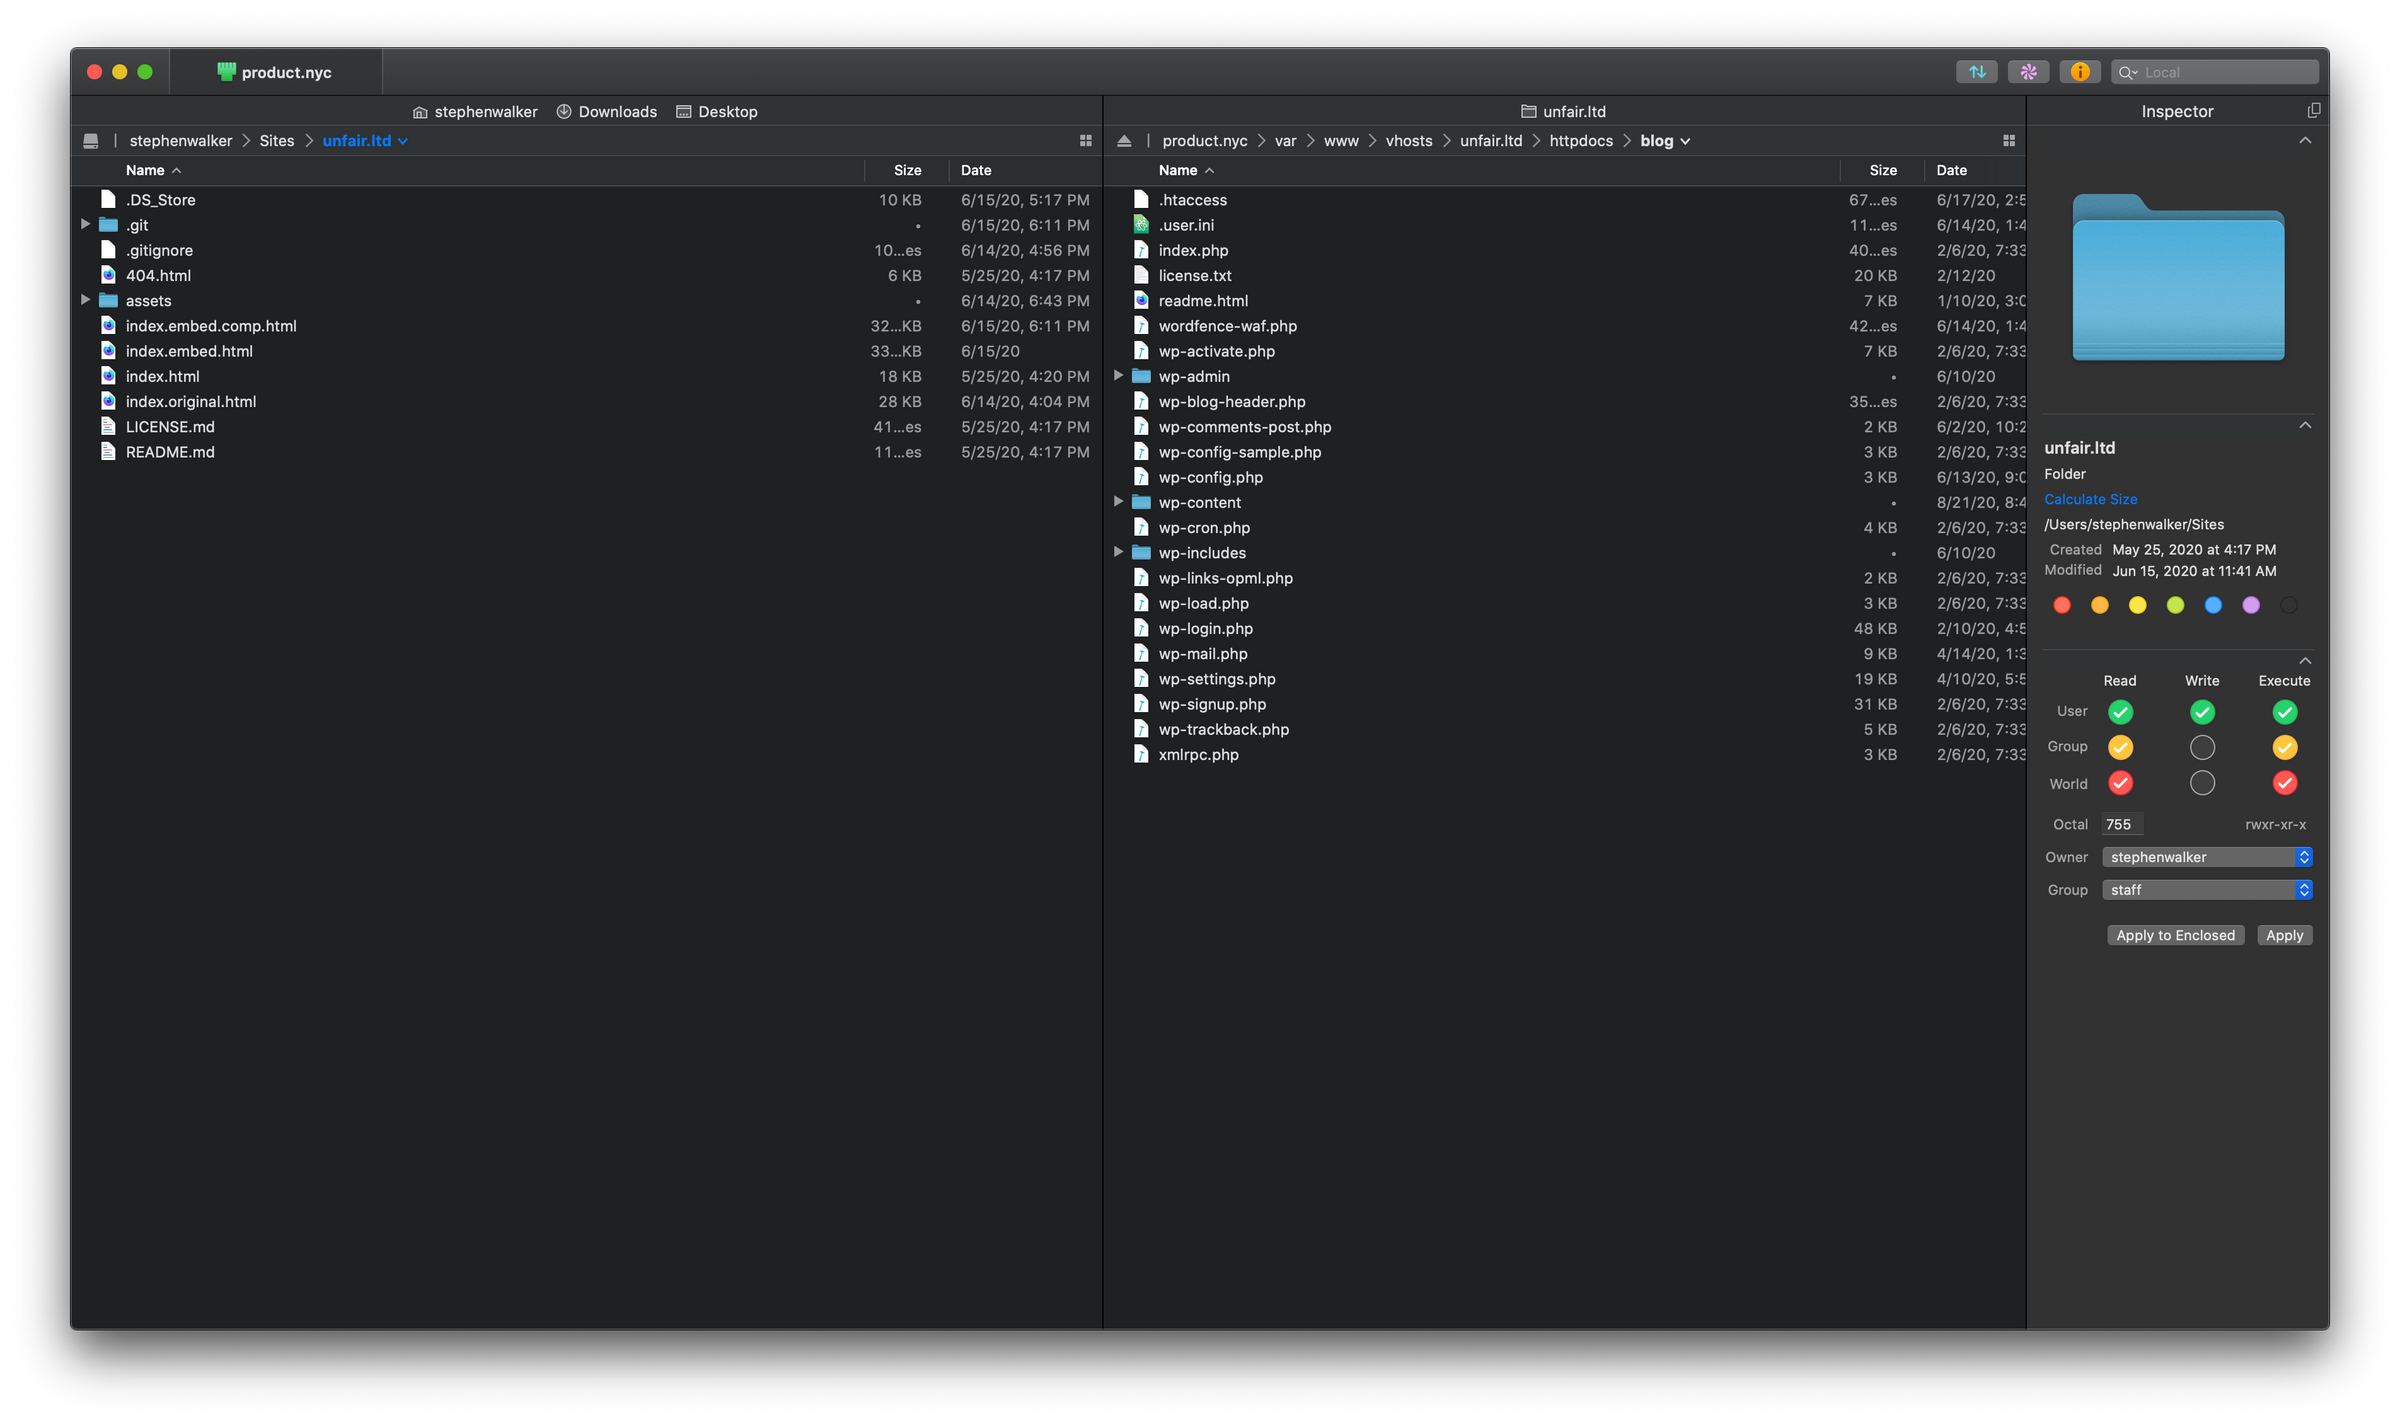 product.nyc
Local
stephenwalker Downloads Desktop
stephenwalker Sites unfair.ltd
Name Size Date
.DS_Store 10 KB 6/15/20, 5:17 PM
.git • 6/15/20, 6:11 PM
.gitignore 10...es 6/14/20, 4:56 PM
404.html 6 KB 5/25/20, 4:17 PM
assets • 6/14/20, 6:43 PM
index.embed.comp.html 32...KB 6/15/20, 6:11 PM
index.embed.html 33...KB 6/15/20
index.html 18 KB 5/25/20, 4:20 PM
index.original.html 28 KB 6/14/20, 4:04 PM
LICENSE.md 41...es 5/25/20, 4:17 PM
README.md 11...es 5/25/20, 4:17 PM
unfair.ltd
product.nyc var www vhosts unfair.ltd httpdocs blog
Name Size Date
.htaccess 67...es 6/17/20, 2:5
.user.ini 11...es 6/14/20, 1:4
index.php 40...es 2/6/20, 7:33
license.txt 20 KB 2/12/20
readme.html 7 KB 1/10/20, 3:0
wordfence-waf.php 42...es 6/14/20, 1:4
wp-activate.php 7 KB 2/6/20, 7:33
wp-admin • 6/10/20
wp-blog-header.php 35...es 2/6/20, 7:33
wp-comments-post.php 2 KB 6/2/20, 10:2
wp-config-sample.php 3 KB 2/6/20, 7:33
wp-config.php 3 KB 6/13/20, 9:0
wp-content • 8/21/20, 8:4
wp-cron.php 4 KB 2/6/20, 7:33
wp-includes • 6/10/20
wp-links-opml.php 2 KB 2/6/20, 7:33
wp-load.php 3 KB 2/6/20, 7:33
wp-login.php 48 KB 2/10/20, 4:5
wp-mail.php 9 KB 4/14/20, 1:3
wp-settings.php 19 KB 4/10/20, 5:5
wp-signup.php 31 KB 2/6/20, 7:33
wp-trackback.php 5 KB 2/6/20, 7:33
xmlrpc.php 3 KB 2/6/20, 7:33
Inspector
unfair.ltd
Folder
Calculate Size
/Users/stephenwalker/Sites
Created May 25, 2020 at 4:17 PM
Modified Jun 15, 2020 at 11:41 AM
Read Write Execute
User
Group
World
Octal 755 rwxr-xr-x
Owner stephenwalker
Group staff
Apply to Enclosed Apply